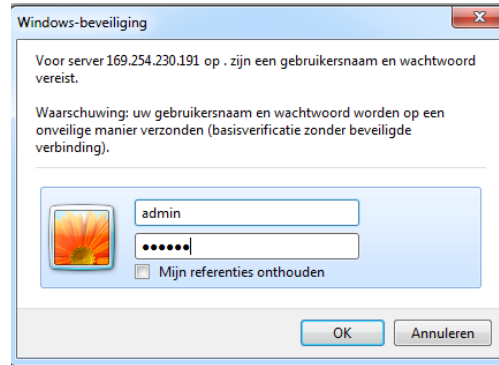 Windows-beveiliging
Voor server 169.254.230.191 op . zijn een gebruikersnaam en wachtwoord
vereist.
Waarschuwing: uw gebruikersnaam en wachtwoord worden op een
onveilige manier verzonden (basisverificatie zonder beveiligde
verbinding).
admin
●●●●●●
Mijn referenties onthouden
OK
Annuleren